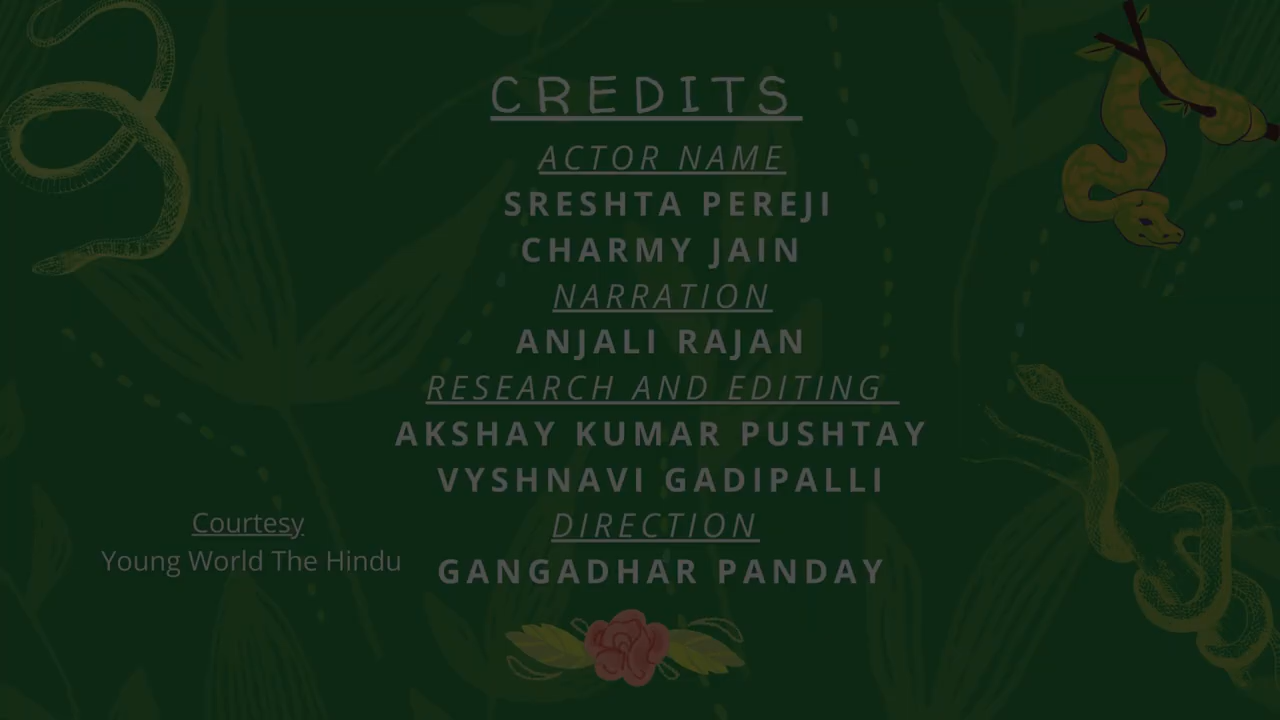 CREDITS
ACTOR NAME
SRESHTA PEREJI
CHARMY JAIN
NARRATION
ANJALI RAJAN
RESEARCH AND EDITING
AKSHAY KUMAR PUSHTAY
VYSHNAVI GADIPALLI
DIRECTION
GANGADHAR PANDAY
Courtesy
Young World The Hindu